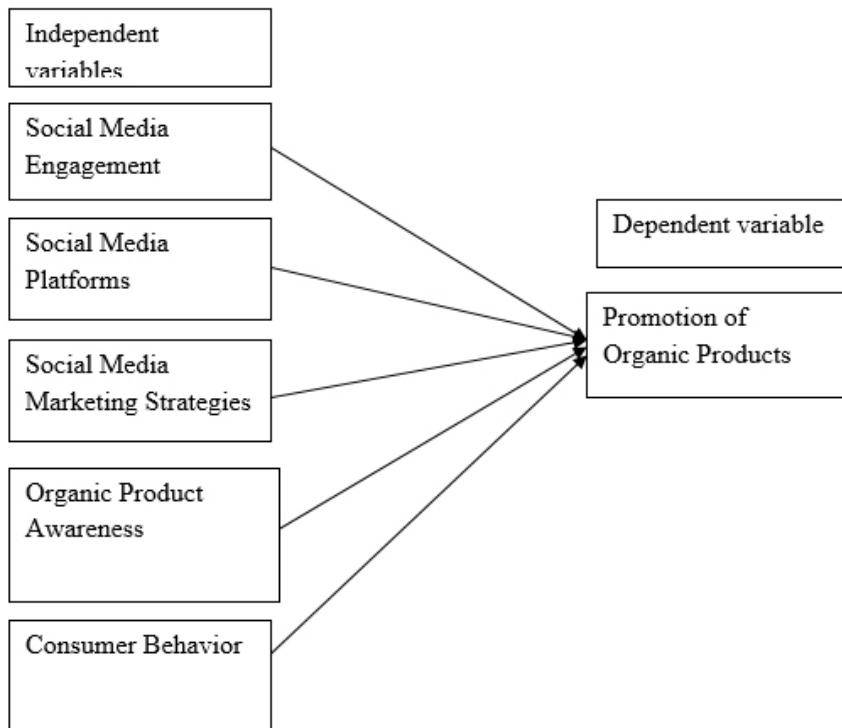 Independent
variables
Social Media
Engagement
Social Media
Platforms
Social Media
Marketing Strategies
Organic Product
Awareness
Consumer Behavior
Dependent variable
Promotion of
Organic Products